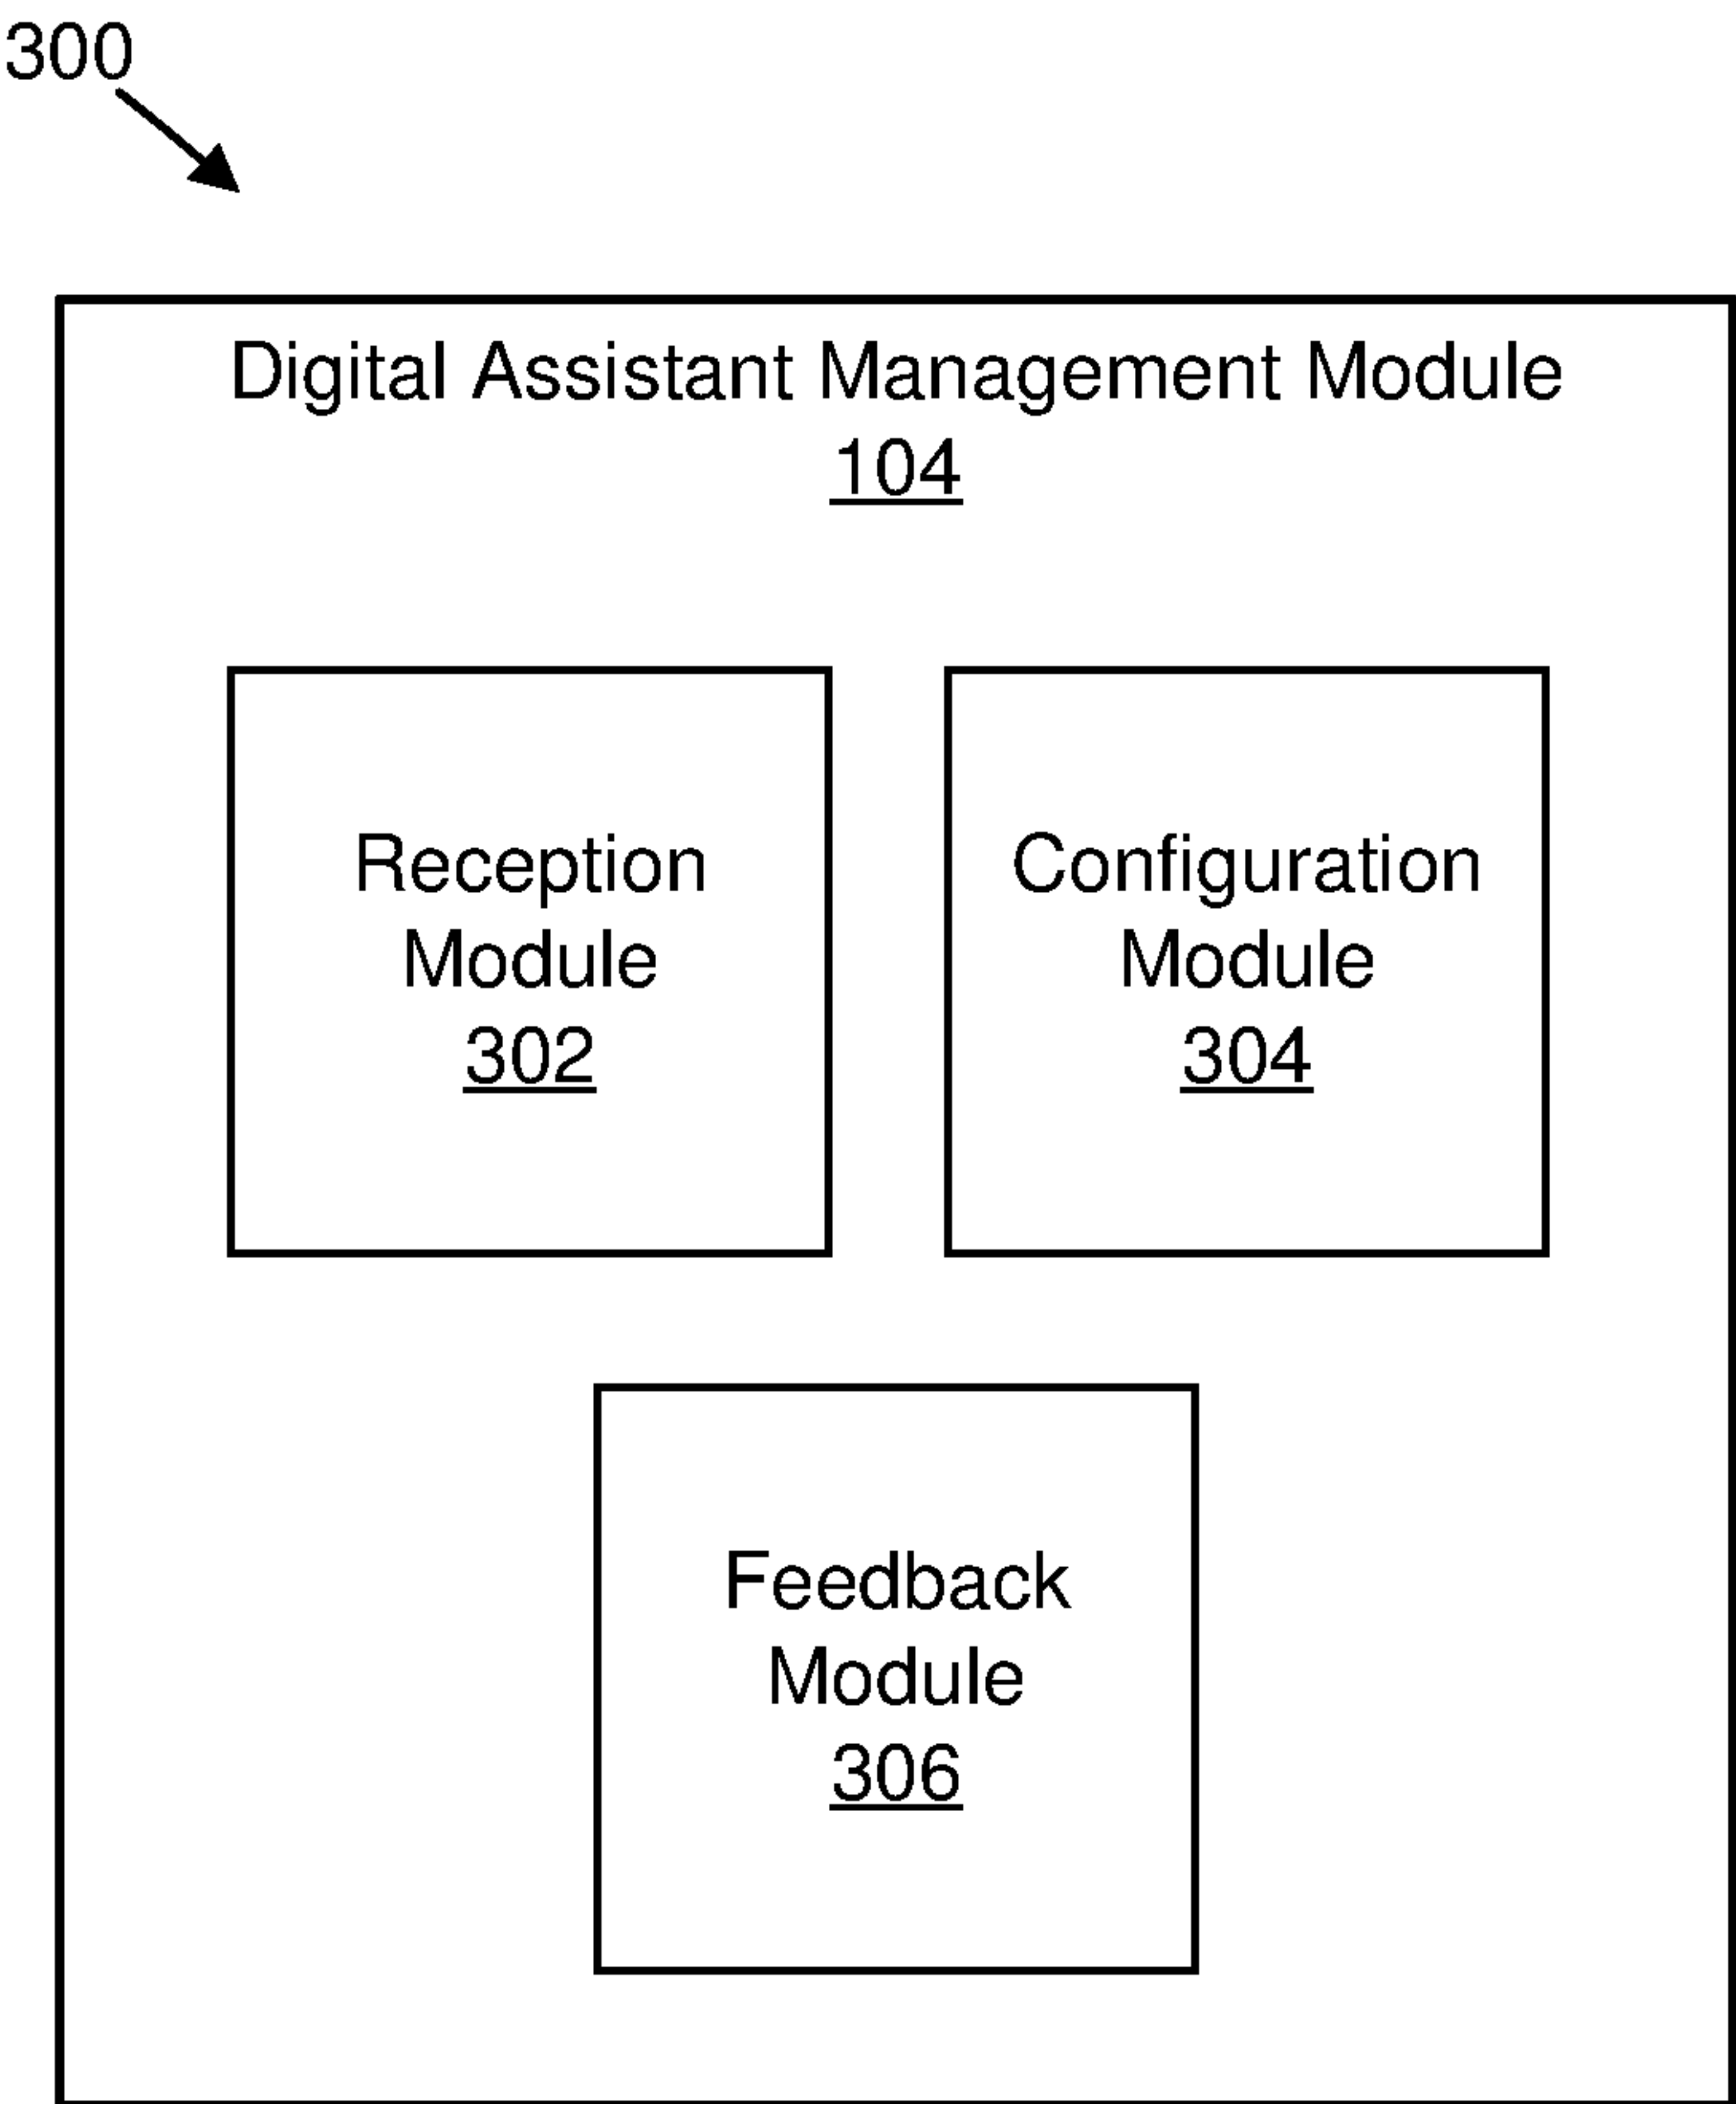 300
Digital Assistant Management Module
104
Reception
Module
302
Configuration
Module
304
Feedback
Module
306